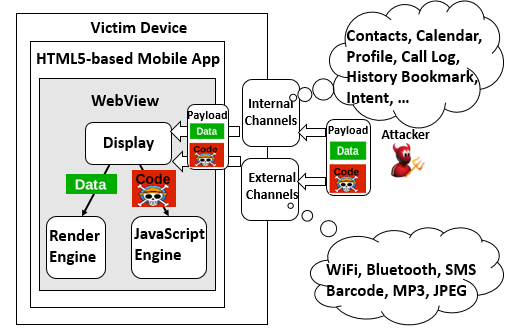 Victim Device
HTML5-based Mobile App
WebView
Display
Data
Code
Render
Engine
JavaScript
Engine
Payload
Data
Code
Internal
Channels
External
Channels
Payload
Data
Code
Attacker
Contacts, Calendar,
Profile, Call Log,
History Bookmark,
Intent, ...
WiFi, Bluetooth, SMS
Barcode, MP3, JPEG